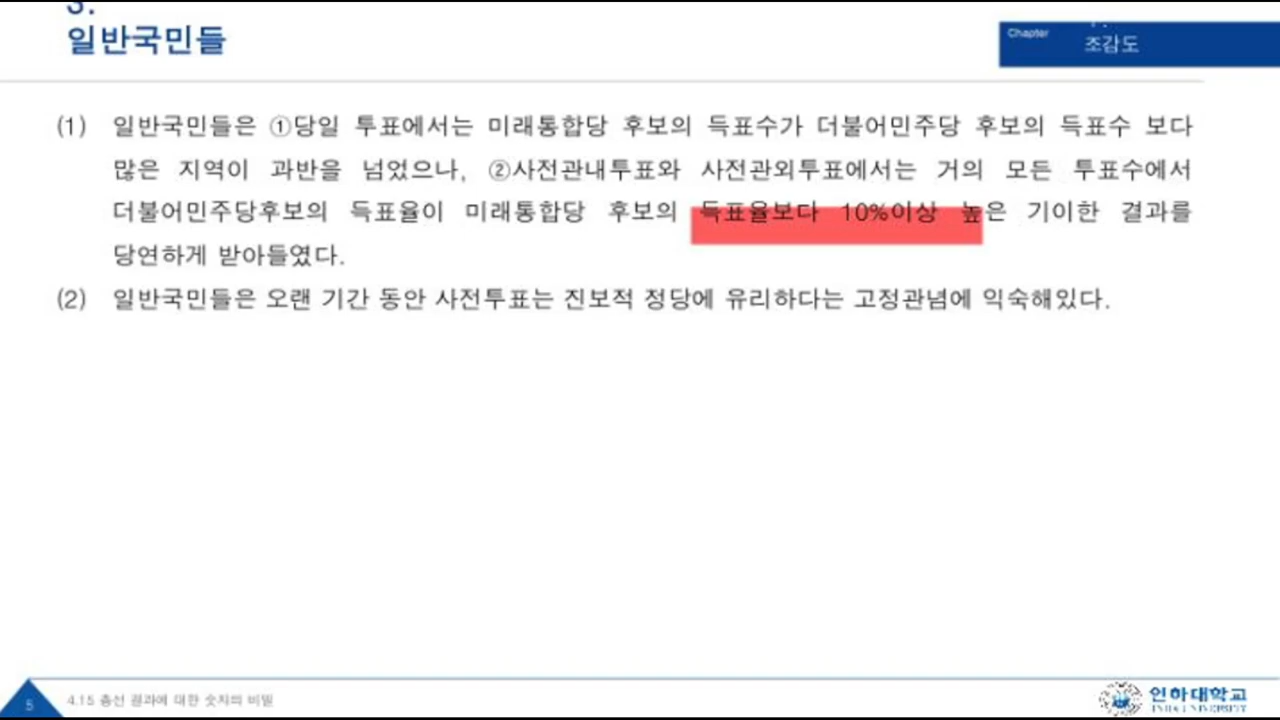 3.
일반국민들
Chapter
조감도
(1) 일반국민들은 ①당일 투표에서는 미래통합당 후보의 득표수가 더불어민주당 후보의 득표수 보다
많은 지역이 과반을 넘었으나, ②사전관내투표와 사전관외투표에서는 거의 모든 투표수에서
더불어민주당후보의 득표율이 미래통합당 후보의 득표율보다 10%이상 높은 기이한 결과를
당연하게 받아들였다.
(2) 일반국민들은 오랜 기간 동안 사전투표는 진보적 정당에 유리하다는 고정관념에 익숙해있다.
5
4.15 총선 결과에 대한 숫자의 비밀
인하대학교
INHA UNIVERSITY